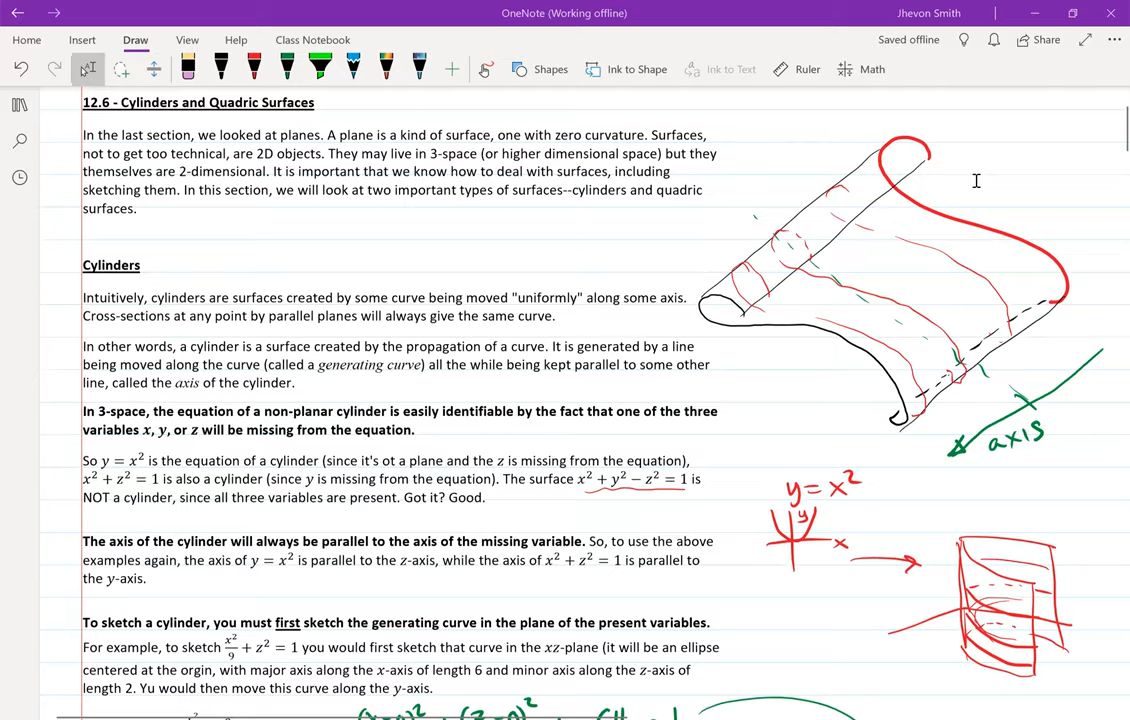 OneNote (Working offline)
Jhevon Smith
Home Insert Draw View Help Class Notebook
Saved offline
Share
Shapes
Ink to Shape
Ink to Text
Ruler
Math
12.6 - Cylinders and Quadric Surfaces
In the last section, we looked at planes. A plane is a kind of surface, one with zero curvature. Surfaces,
not to get too technical, are 2D objects. They may live in 3-space (or higher dimensional space) but they
themselves are 2-dimensional. It is important that we know how to deal with surfaces, including
sketching them. In this section, we will look at two important types of surfaces--cylinders and quadric
surfaces.
Cylinders
Intuitively, cylinders are surfaces created by some curve being moved "uniformly" along some axis.
Cross-sections at any point by parallel planes will always give the same curve.
In other words, a cylinder is a surface created by the propagation of a curve. It is generated by a line
being moved along the curve (called a generating curve) all the while being kept parallel to some other
line, called the axis of the cylinder.
In 3-space, the equation of a non-planar cylinder is easily identifiable by the fact that one of the three
variables x, y, or z will be missing from the equation.
So y = x² is the equation of a cylinder (since it's ot a plane and the z is missing from the equation),
x² + z² = 1 is also a cylinder (since y is missing from the equation). The surface x² + y² − z² = 1 is
NOT a cylinder, since all three variables are present. Got it? Good.
The axis of the cylinder will always be parallel to the axis of the missing variable. So, to use the above
examples again, the axis of y = x² is parallel to the z-axis, while the axis of x² + z² = 1 is parallel to
the y-axis.
To sketch a cylinder, you must first sketch the generating curve in the plane of the present variables.
For example, to sketch x²/9 + z² = 1 you would first sketch that curve in the xz-plane (it will be an ellipse
centered at the orgin, with major axis along the x-axis of length 6 and minor axis along the z-axis of
length 2. Yu would then move this curve along the y-axis.
axis
y = x²
y
x